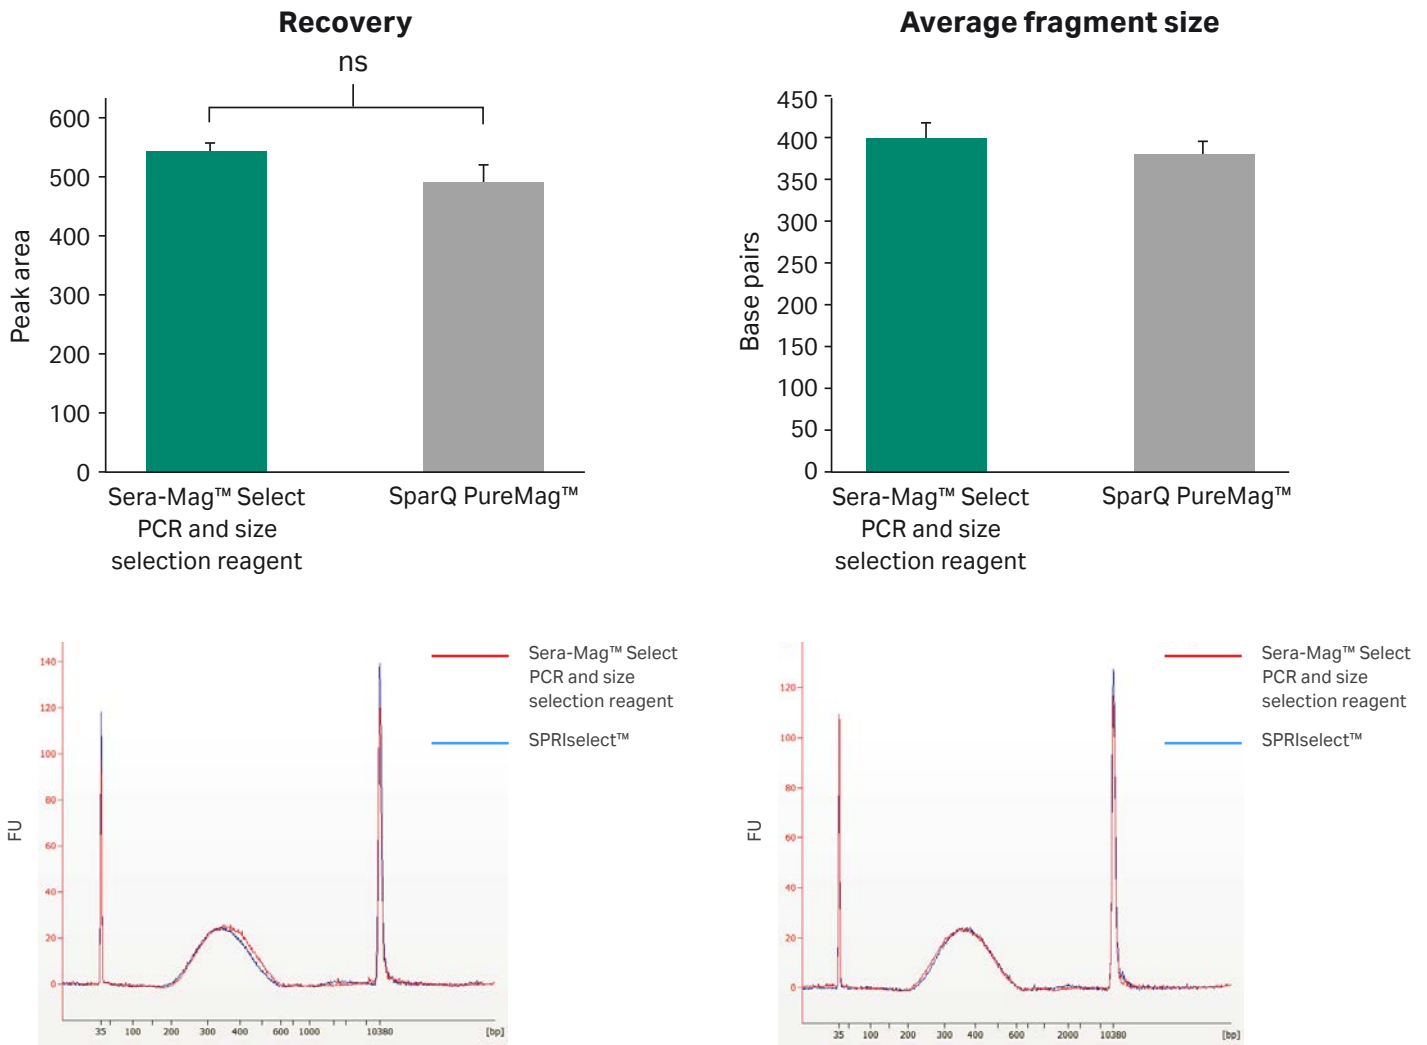 Recovery
ns
600
500
400
300
200
100
0
Peak area
Sera-Mag™ Select
PCR and size
selection reagent
SparQ PureMag™
Average fragment size
450
400
350
300
250
200
150
100
50
0
Base pairs
Sera-Mag™ Select
PCR and size
selection reagent
SparQ PureMag™
140
120
100
80
60
40
20
0
FU
35 100 200 300 400 600 1000 10380 [bp]
Sera-Mag™ Select
PCR and size
selection reagent
SPRIselect™
120
100
80
60
40
20
0
FU
35 100 200 300 400 600 2000 10380 [bp]
Sera-Mag™ Select
PCR and size
selection reagent
SPRIselect™